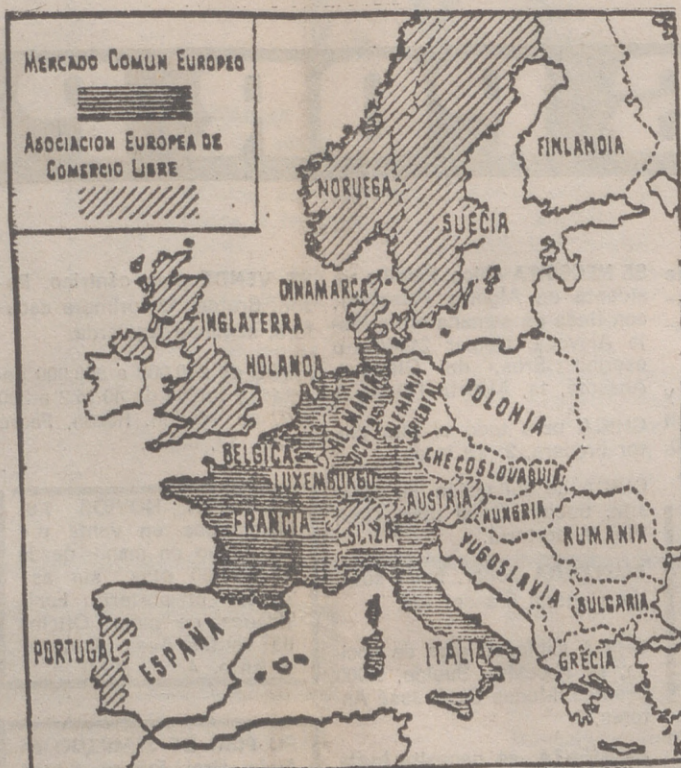 MERCADO COMUN EUROPEO
ASOCIACION EUROPEA DE
COMERCIO LIBRE
NORUEGA
SUECIA
FINLANDIA
DINAMARCA
INGLATERRA
HOLANDA
ALEMANIA
OCCTAL
ALEMANIA
ORIENTAL
POLONIA
BELGICA
LUXEMBURGO
CHECOSLOVAQUIA
FRANCIA
SUIZA
AUSTRIA
HUNGRIA
RUMANIA
YUGOSLAVIA
BULGARIA
PORTUGAL
ESPAÑA
ITALIA
GRECIA